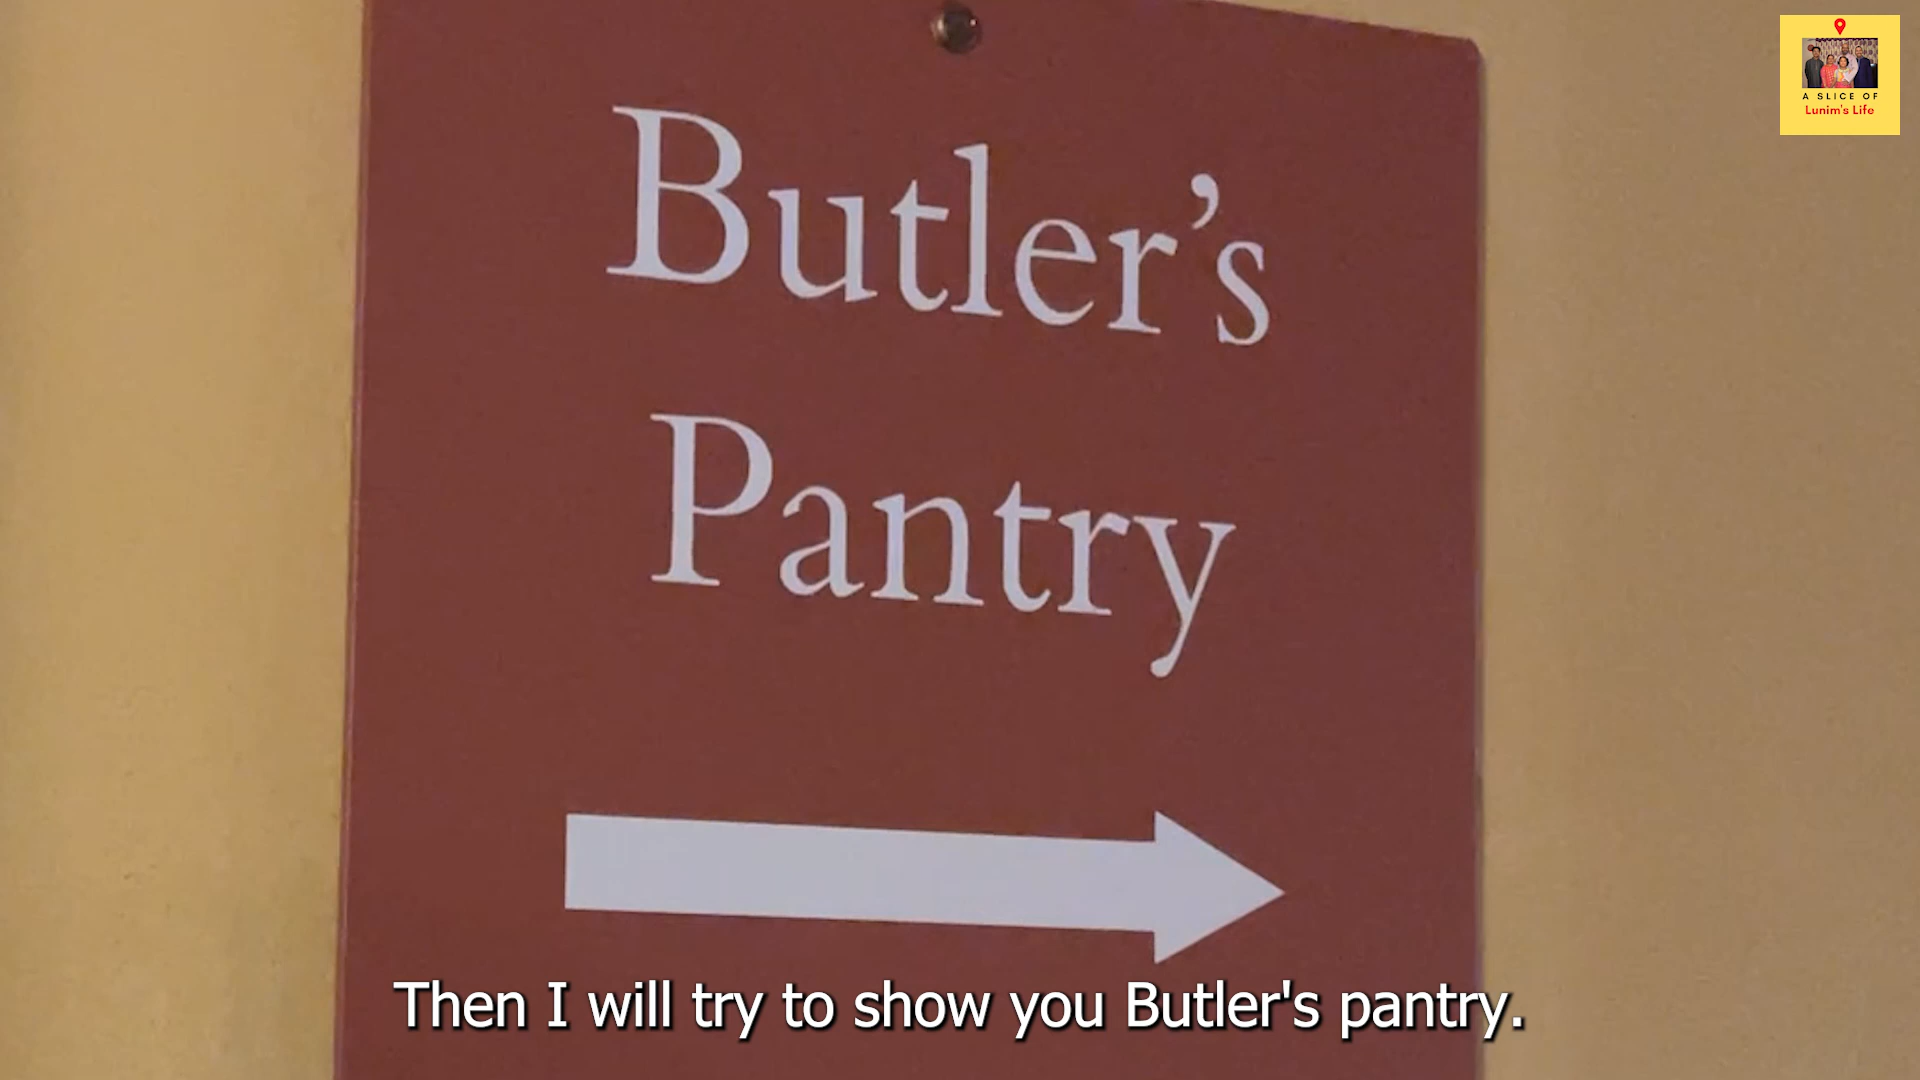 Butler’s
Pantry
A SLICE OF
Lunim's Life
Then I will try to show you Butler's pantry.